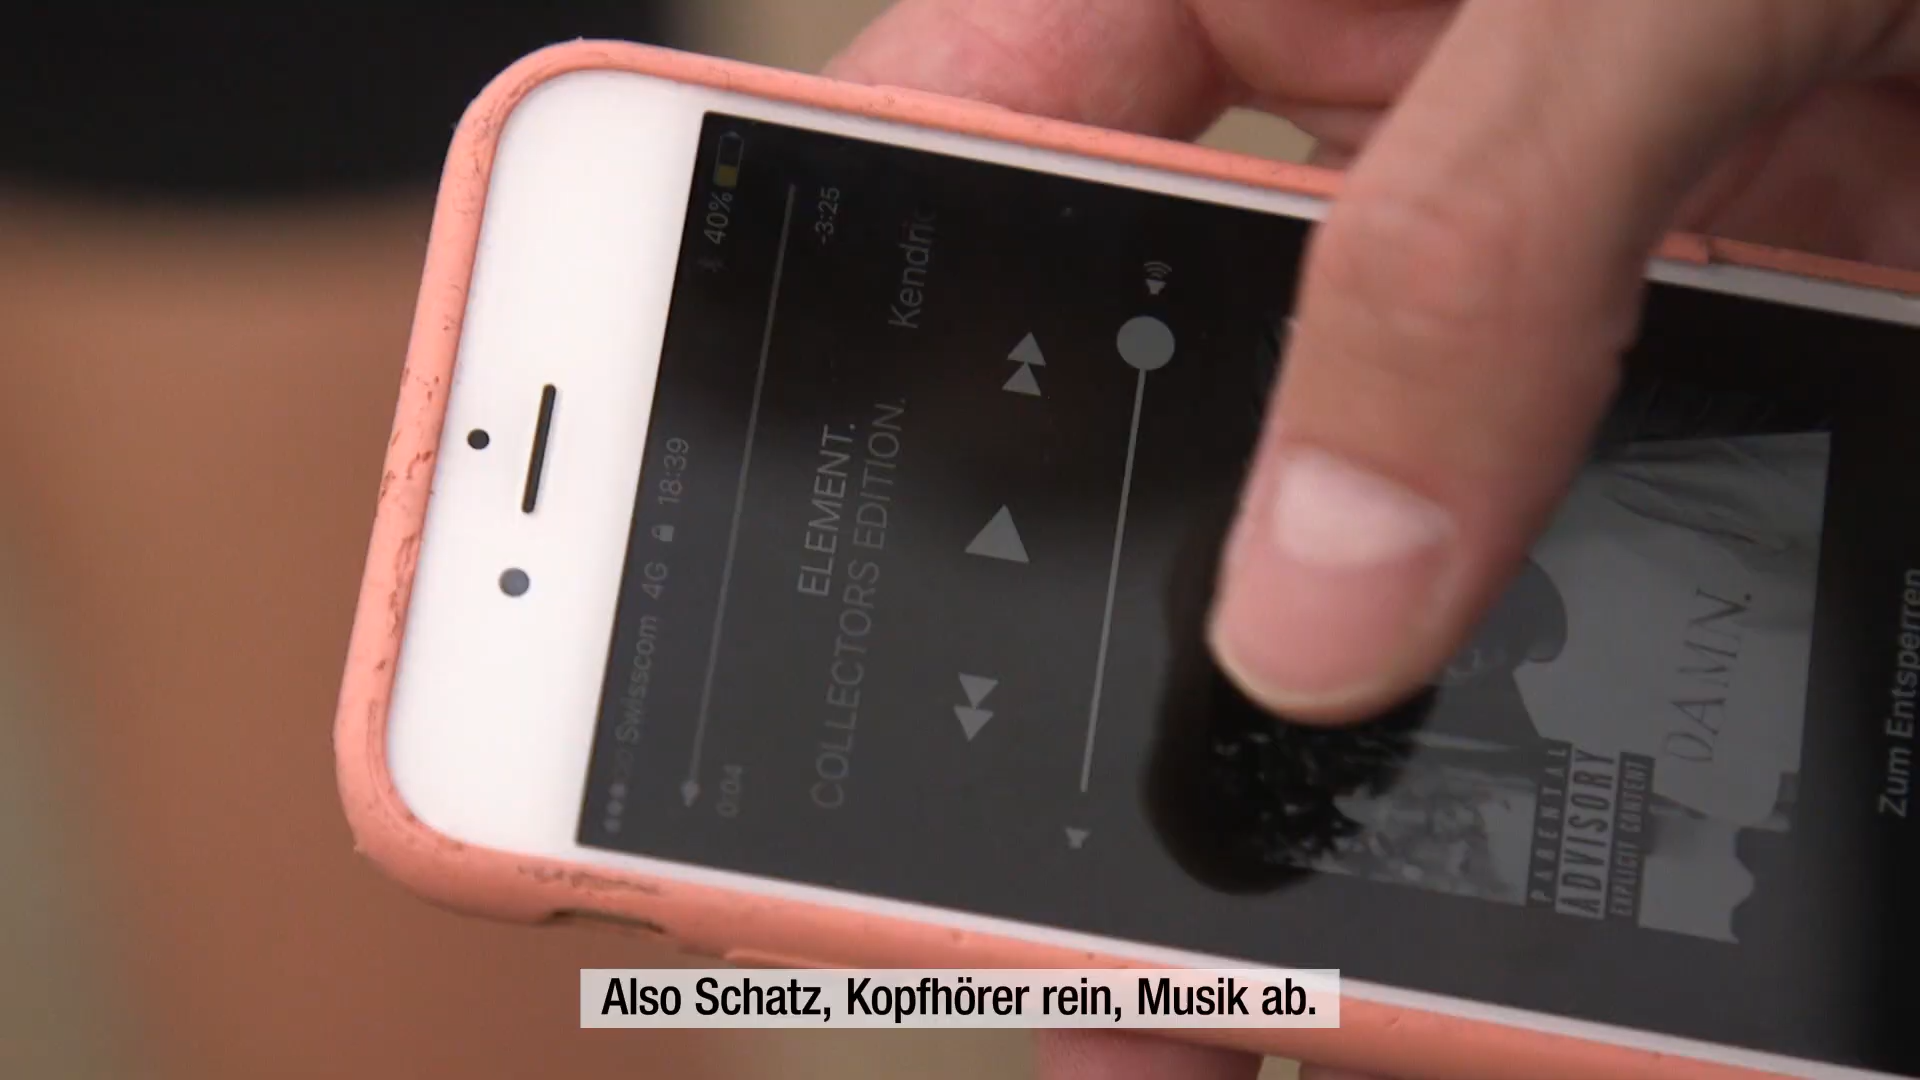 Swisscom 4G 18:39 40%
0:04 -3:25
ELEMENT.
COLLECTORS EDITION. Kendric
DAMN.
PARENTAL
ADVISORY
EXPLICIT CONTENT
Zum Entsperren
Also Schatz, Kopfhörer rein, Musik ab.